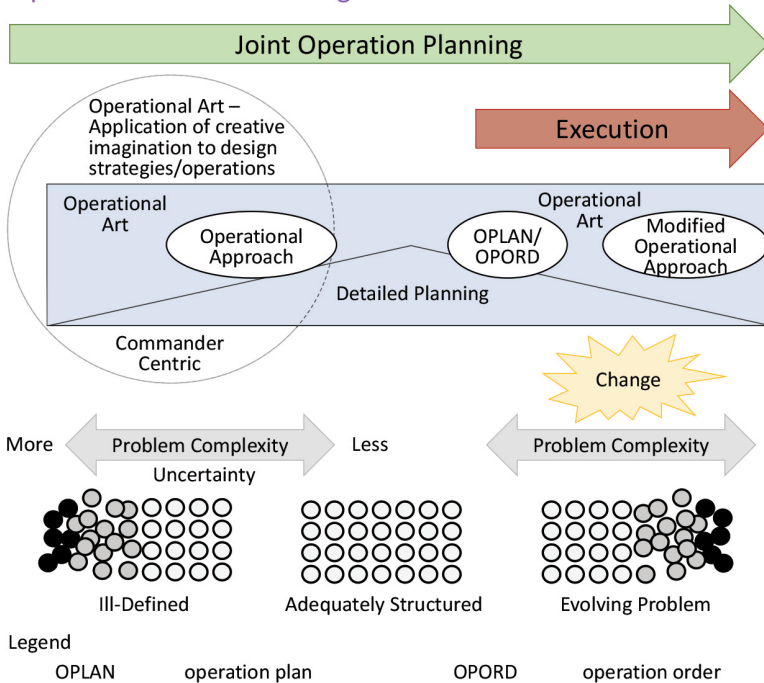 Joint Operation Planning
Operational Art –
Application of creative
imagination to design
strategies/operations
Execution
Operational
Art
Operational
Approach
OPLAN/
OPORD
Operational
Art
Modified
Operational
Approach
Detailed Planning
Commander
Centric
Change
More
Problem Complexity
Less
Problem Complexity
Uncertainty
Ill-Defined
Adequately Structured
Evolving Problem
Legend
OPLAN operation plan OPORD operation order